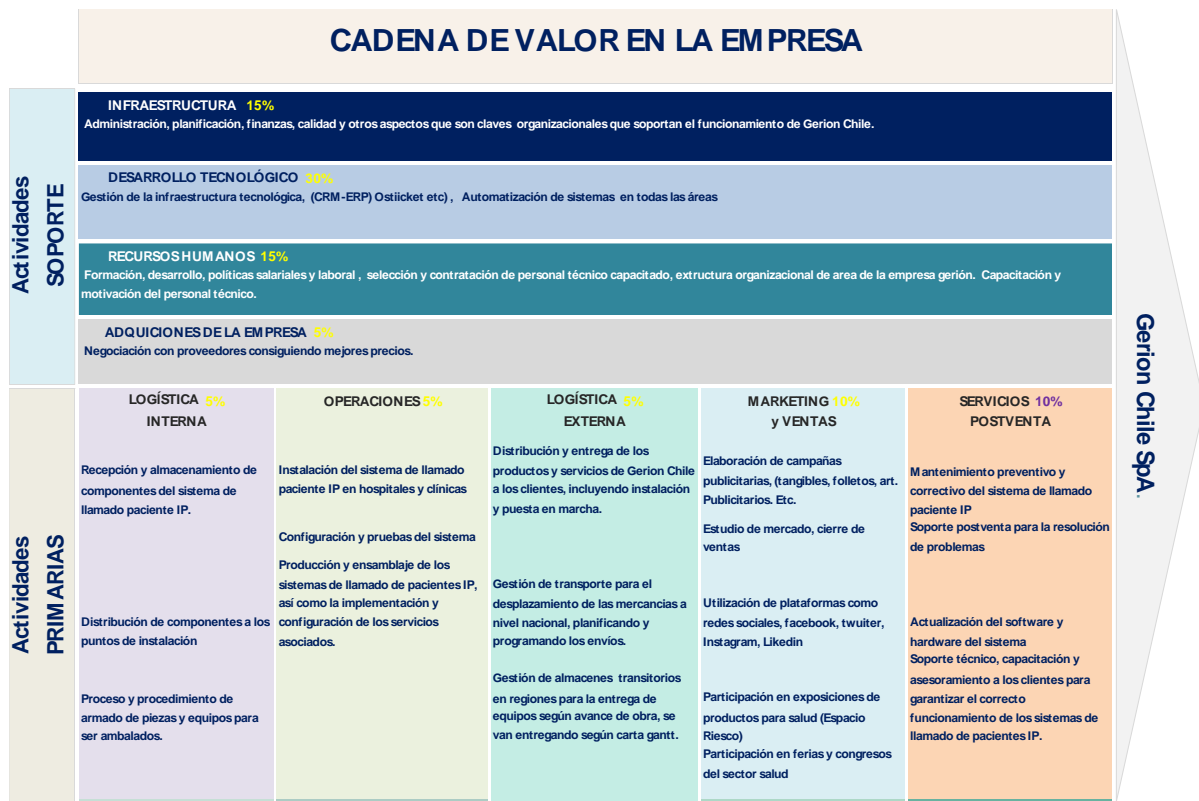 CADENA DE VALOR EN LA EMPRESA
Actividades
SOPORTE
INFRAESTRUCTURA 15%
Administración, planificación, finanzas, calidad y otros aspectos que son claves organizacionales que soportan el funcionamiento de Gerion Chile.
DESARROLLO TECNOLÓGICO 30%
Gestión de la infraestructura tecnológica, (CRM-ERP) Ostiicket etc) , Automatización de sistemas en todas las áreas
RECURSOS HUMANOS 15%
Formación, desarrollo, políticas salariales y laboral , selección y contratación de personal técnico capacitado, extructura organizacional de area de la empresa gerión. Capacitación y
motivación del personal técnico.
ADQUICIONES DE LA EMPRESA 5%
Negociación con proveedores consiguiendo mejores precios.
Actividades
PRIMARIAS
LOGÍSTICA 5%
INTERNA
Recepción y almacenamiento de
componentes del sistema de
llamado paciente IP.
Distribución de componentes a los
puntos de instalación
Proceso y procedimiento de
armado de piezas y equipos para
ser ambalados.
OPERACIONES 5%
Instalación del sistema de llamado
paciente IP en hospitales y clínicas
Configuración y pruebas del sistema
Producción y ensamblaje de los
sistemas de llamado de pacientes IP,
así como la implementación y
configuración de los servicios
asociados.
LOGÍSTICA 5%
EXTERNA
Distribución y entrega de los
productos y servicios de Gerion Chile
a los clientes, incluyendo instalación
y puesta en marcha.
Gestión de transporte para el
desplazamiento de las mercancias a
nivel nacional, planificando y
programando los envíos.
Gestión de almacenes transitorios
en regiones para la entrega de
equipos según avance de obra, se
van entregando según carta gantt.
MARKETING 10%
y VENTAS
Elaboración de campañas
publicitarias, (tangibles, folletos, art.
Publicitarios. Etc.
Estudio de mercado, cierre de
ventas
Utilización de plataformas como
redes sociales, facebook, twuiter,
Instagram, Likedin
Participación en exposiciones de
productos para salud (Espacio
Riesco)
Participación en ferias y congresos
del sector salud
SERVICIOS 10%
POSTVENTA
Mantenimiento preventivo y
correctivo del sistema de llamado
paciente IP
Soporte postventa para la resolución
de problemas
Actualización del software y
hardware del sistema
Soporte técnico, capacitación y
asesoramiento a los clientes para
garantizar el correcto
funcionamiento de los sistemas de
llamado de pacientes IP.
Gerion Chile SpA.